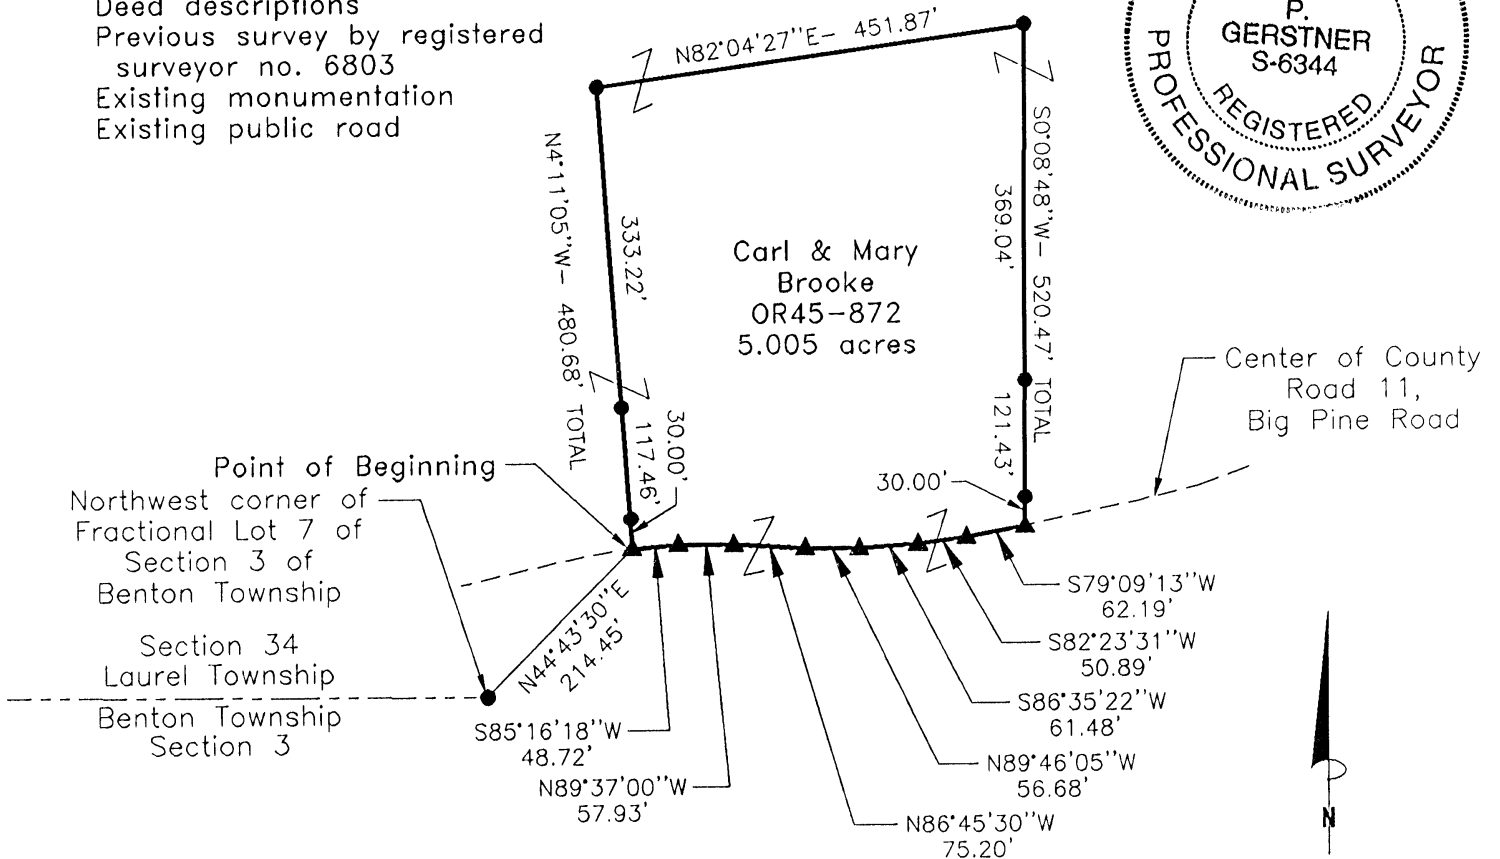 Deed descriptions
Previous survey by registered
surveyor no. 6803
Existing monumentation
Existing public road
P.
GERSTNER
S-6344
REGISTERED
PROFESSIONAL SURVEYOR
N82°04'27''E- 451.87'
N4°11'05''W- 480.68' TOTAL
333.22'
117.46'
30.00'
S0°08'48''W- 520.47' TOTAL
369.04'
121.43'
30.00'
Carl & Mary
Brooke
OR45-872
5.005 acres
Center of County
Road 11,
Big Pine Road
Point of Beginning
Northwest corner of
Fractional Lot 7 of
Section 3 of
Benton Township
Section 34
Laurel Township
Benton Township
Section 3
N44°43'30''E
214.45'
S85°16'18''W
48.72'
N89°37'00''W
57.93'
N86°45'30''W
75.20'
N89°46'05''W
56.68'
S86°35'22''W
61.48'
S82°23'31''W
50.89'
S79°09'13''W
62.19'
N